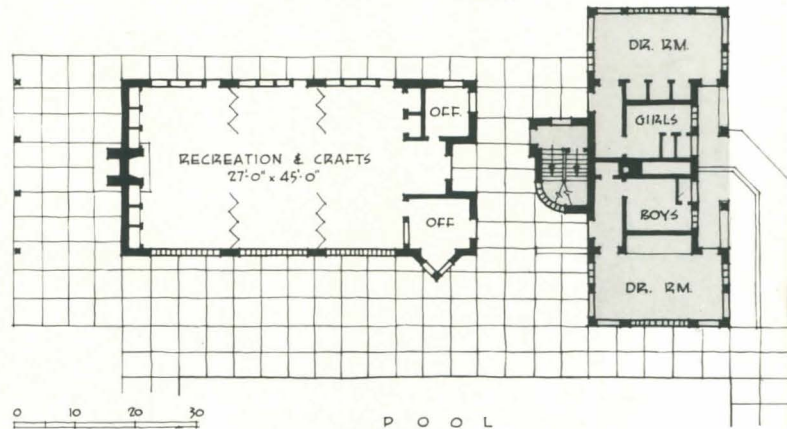 DR. RM.
OFF.
GIRLS
RECREATION & CRAFTS
27'-0" x 45'-0"
BOYS
OFF
DR. RM.
0 10 20 30
POOL